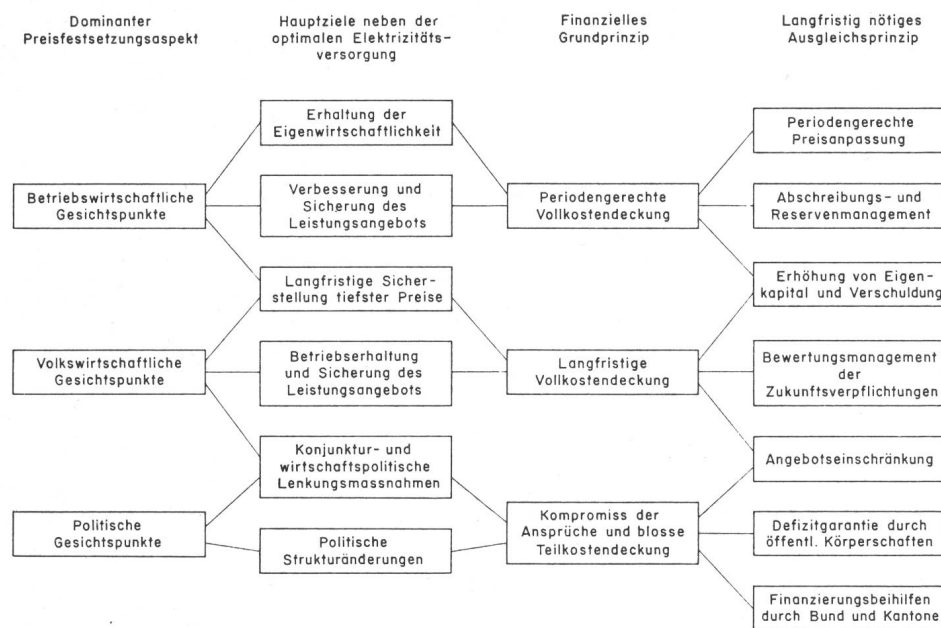 Dominanter
Preisfestsetzungsaspekt
Hauptziele neben der
optimalen Elektrizitäts-
versorgung
Finanzielles
Grundprinzip
Langfristig nötiges
Ausgleichsprinzip
Betriebswirtschaftliche
Gesichtspunkte
Volkswirtschaftliche
Gesichtspunkte
Politische
Gesichtspunkte
Erhaltung der
Eigenwirtschaftlichkeit
Verbesserung und
Sicherung des
Leistungsangebots
Langfristige Sicher-
stellung tiefster Preise
Betriebserhaltung
und Sicherung des
Leistungsangebots
Konjunktur- und
wirtschaftspolitische
Lenkungsmassnahmen
Politische
Strukturänderungen
Periodengerechte
Vollkostendeckung
Langfristige
Vollkostendeckung
Kompromiss der
Ansprüche und blosse
Teilkostendeckung
Periodengerechte
Preisanpassung
Abschreibungs- und
Reservenmanagement
Erhöhung von Eigen-
kapital und Verschuldung
Bewertungsmanagement
der
Zukunftsverpflichtungen
Angebotseinschränkung
Defizitgarantie durch
öffentl. Körperschaften
Finanzierungsbeihilfen
durch Bund und Kantone